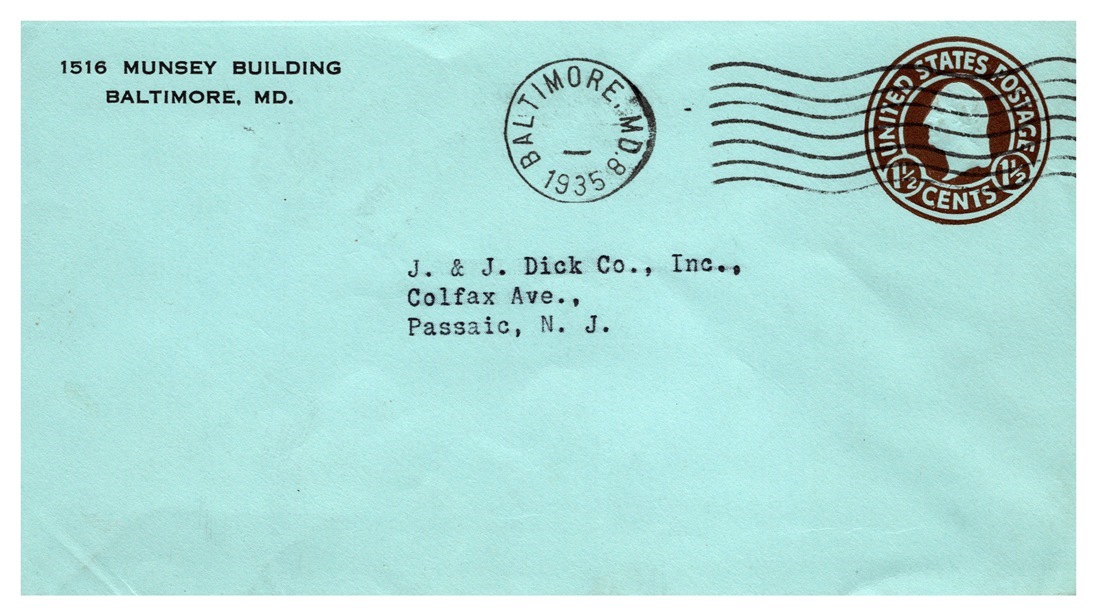 1516 MUNSEY BUILDING
BALTIMORE, MD.
BALTIMORE, MD. 8
1935
UNITED STATES POSTAGE
1½ CENTS 1½
J. & J. Dick Co., Inc.,
Colfax Ave.,
Passaic, N. J.